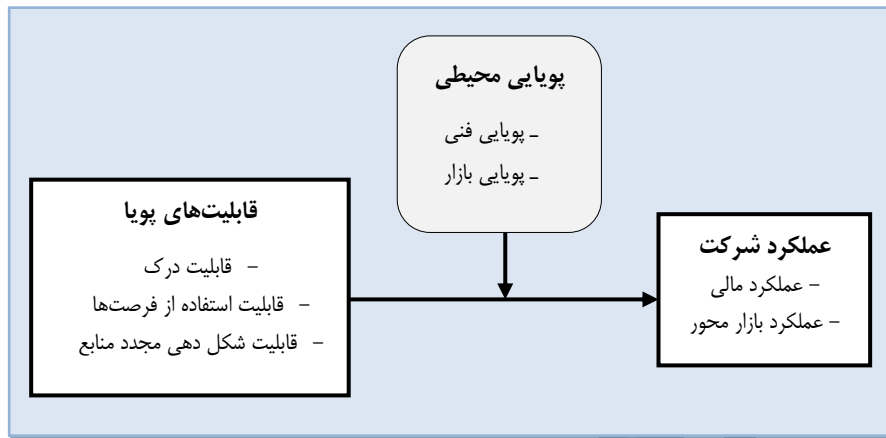 پویایی محیطی
ـ پویایی فنی
ـ پویایی بازار
قابلیت‌های پویا
− قابلیت درک
− قابلیت استفاده از فرصت‌ها
− قابلیت شکل دهی مجدد منابع
عملکرد شرکت
− عملکرد مالی
− عملکرد بازار محور